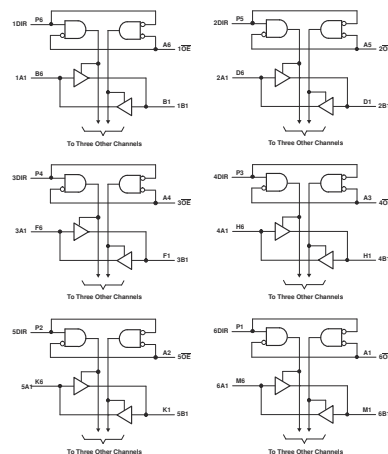 1DIR P6 2DIR P5
A6 1OE A5 2O
1A1 B6 2A1 D6
B1 1B1 D1 2B1
To Three Other Channels To Three Other Channels
3DIR P4 4DIR P3
A4 3OE A3 4O
3A1 F6 4A1 H6
F1 3B1 H1 4B1
To Three Other Channels To Three Other Channels
5DIR P2 6DIR P1
A2 5OE A1 6O
5A1 K6 6A1 M6
K1 5B1 M1 6B1
To Three Other Channels To Three Other Channels